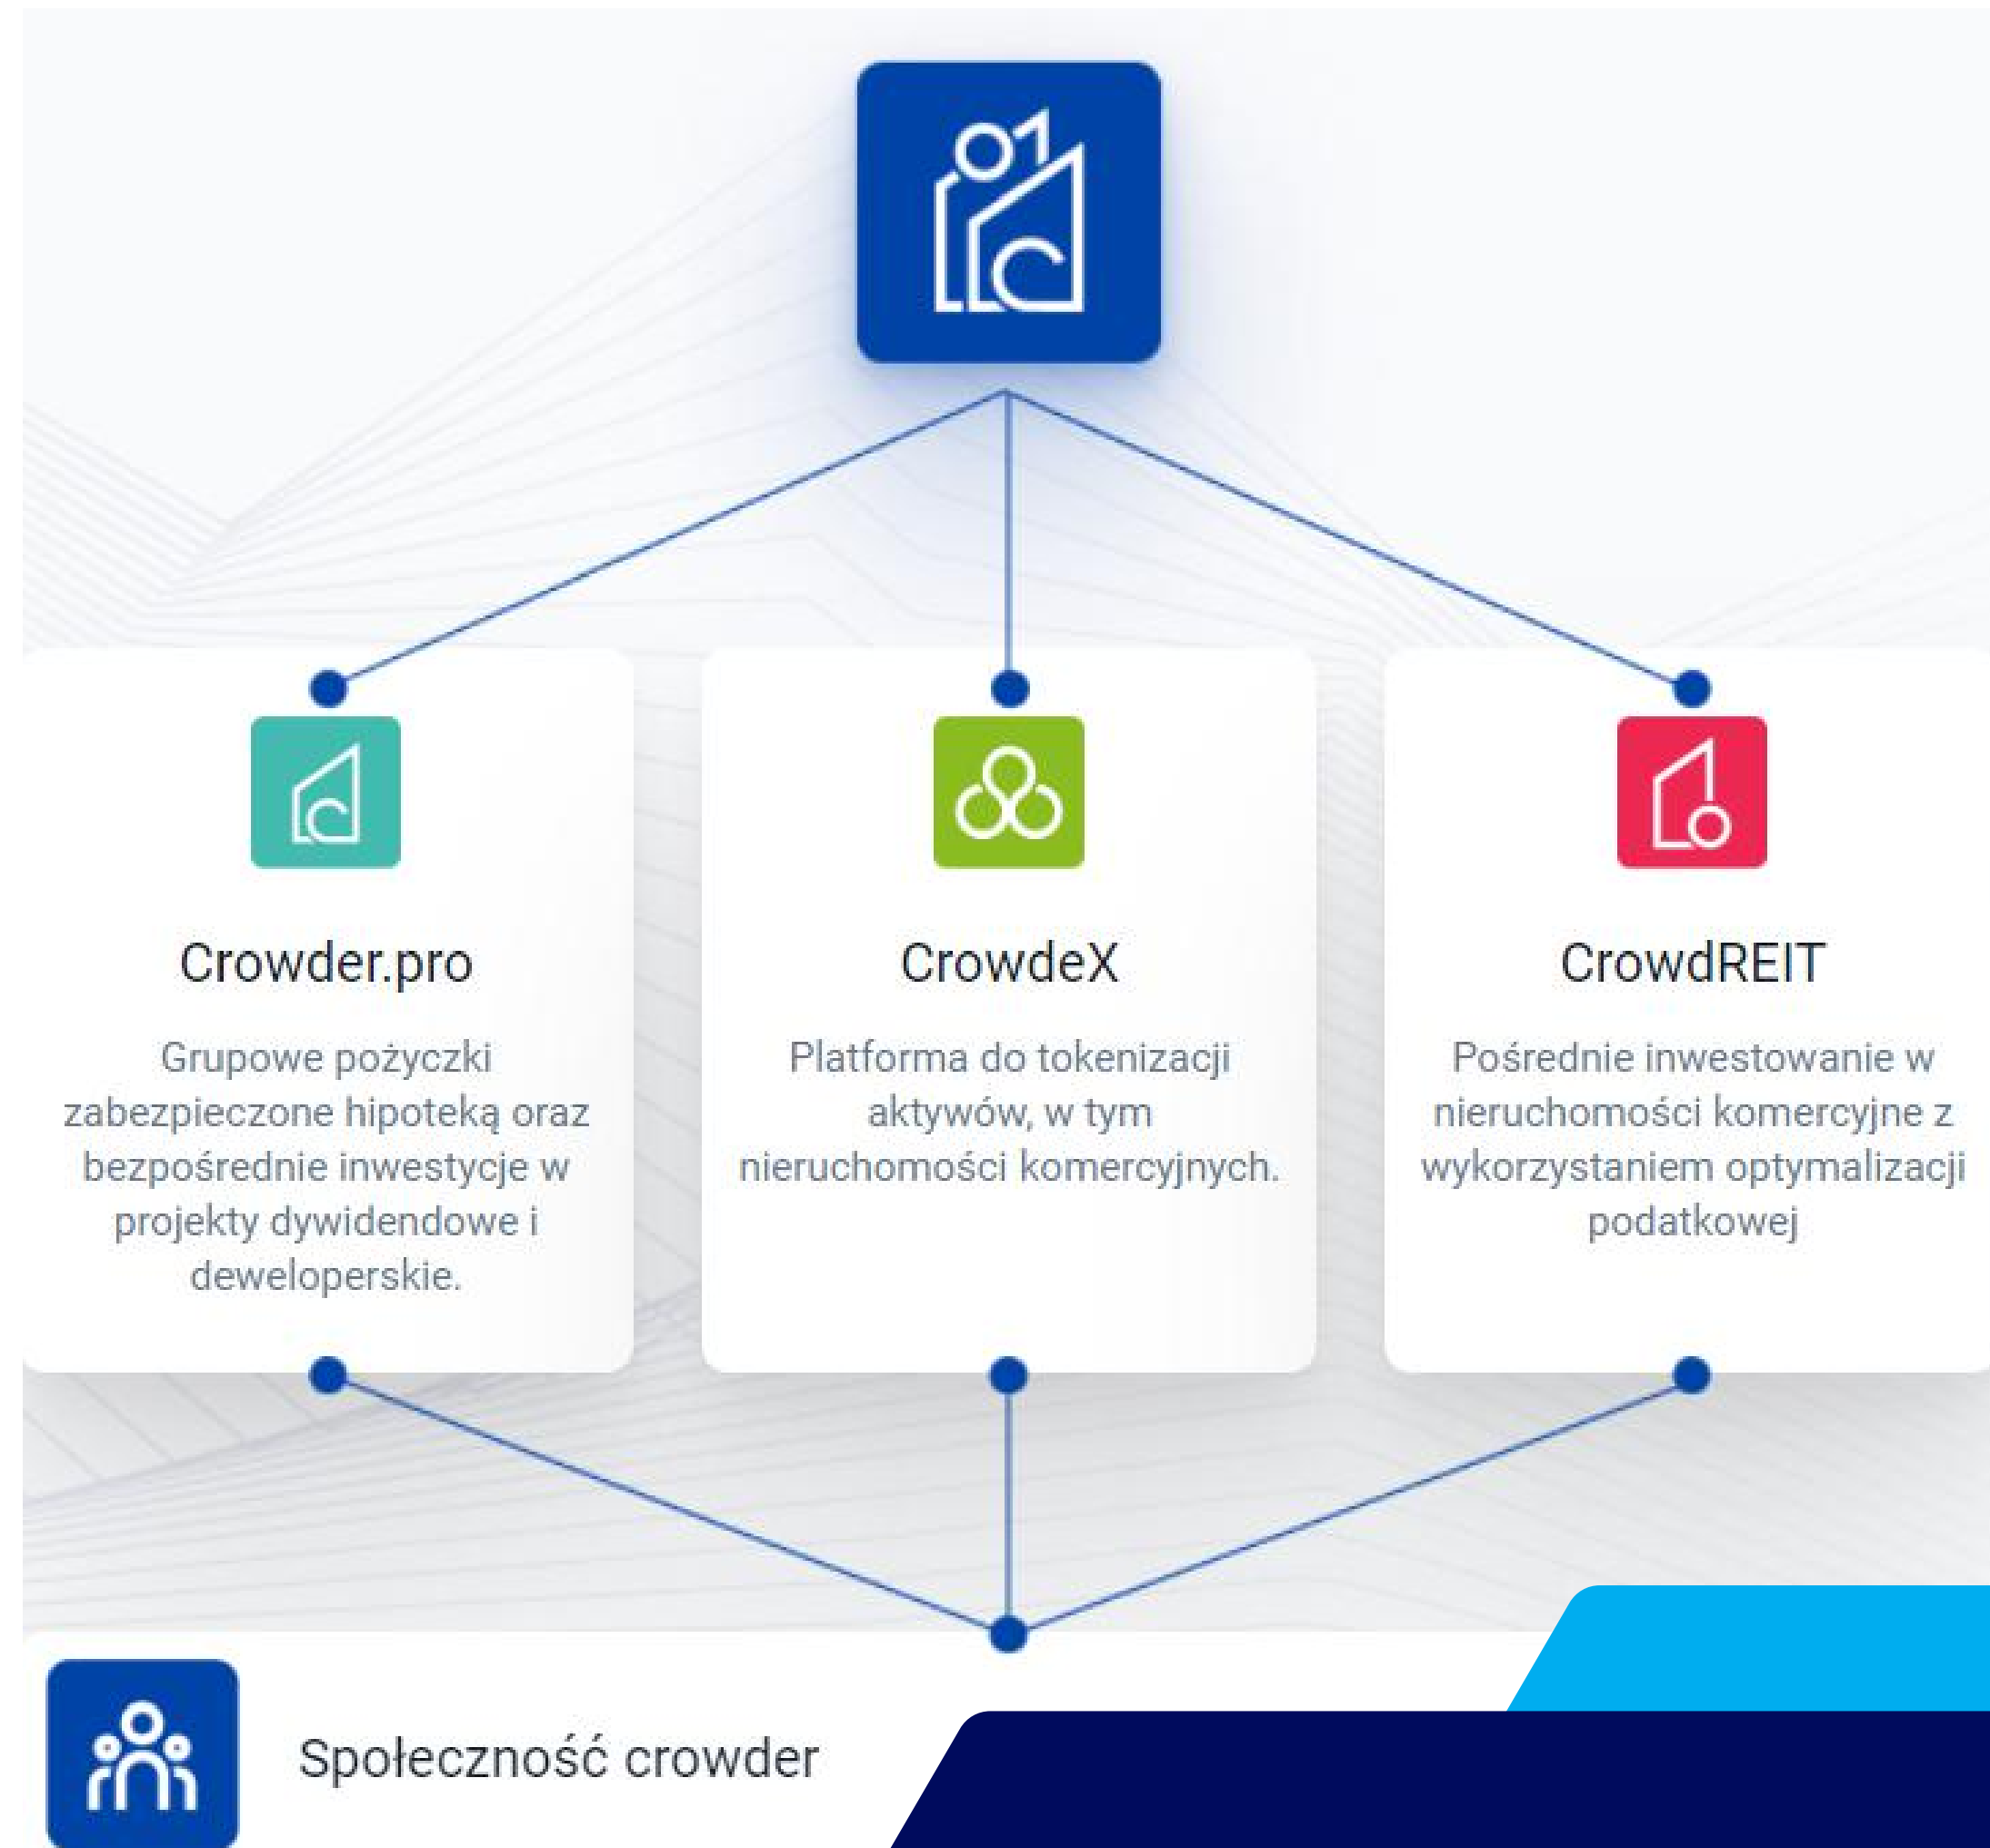 Crowder.pro
Grupowe pożyczki
zabezpieczone hipoteką oraz
bezpośrednie inwestycje w
projekty dywidendowe i
deweloperskie.
CrowdeX
Platforma do tokenizacji
aktywów, w tym
nieruchomości komercyjnych.
CrowdREIT
Pośrednie inwestowanie w
nieruchomości komercyjne z
wykorzystaniem optymalizacji
podatkowej
Społeczność crowder